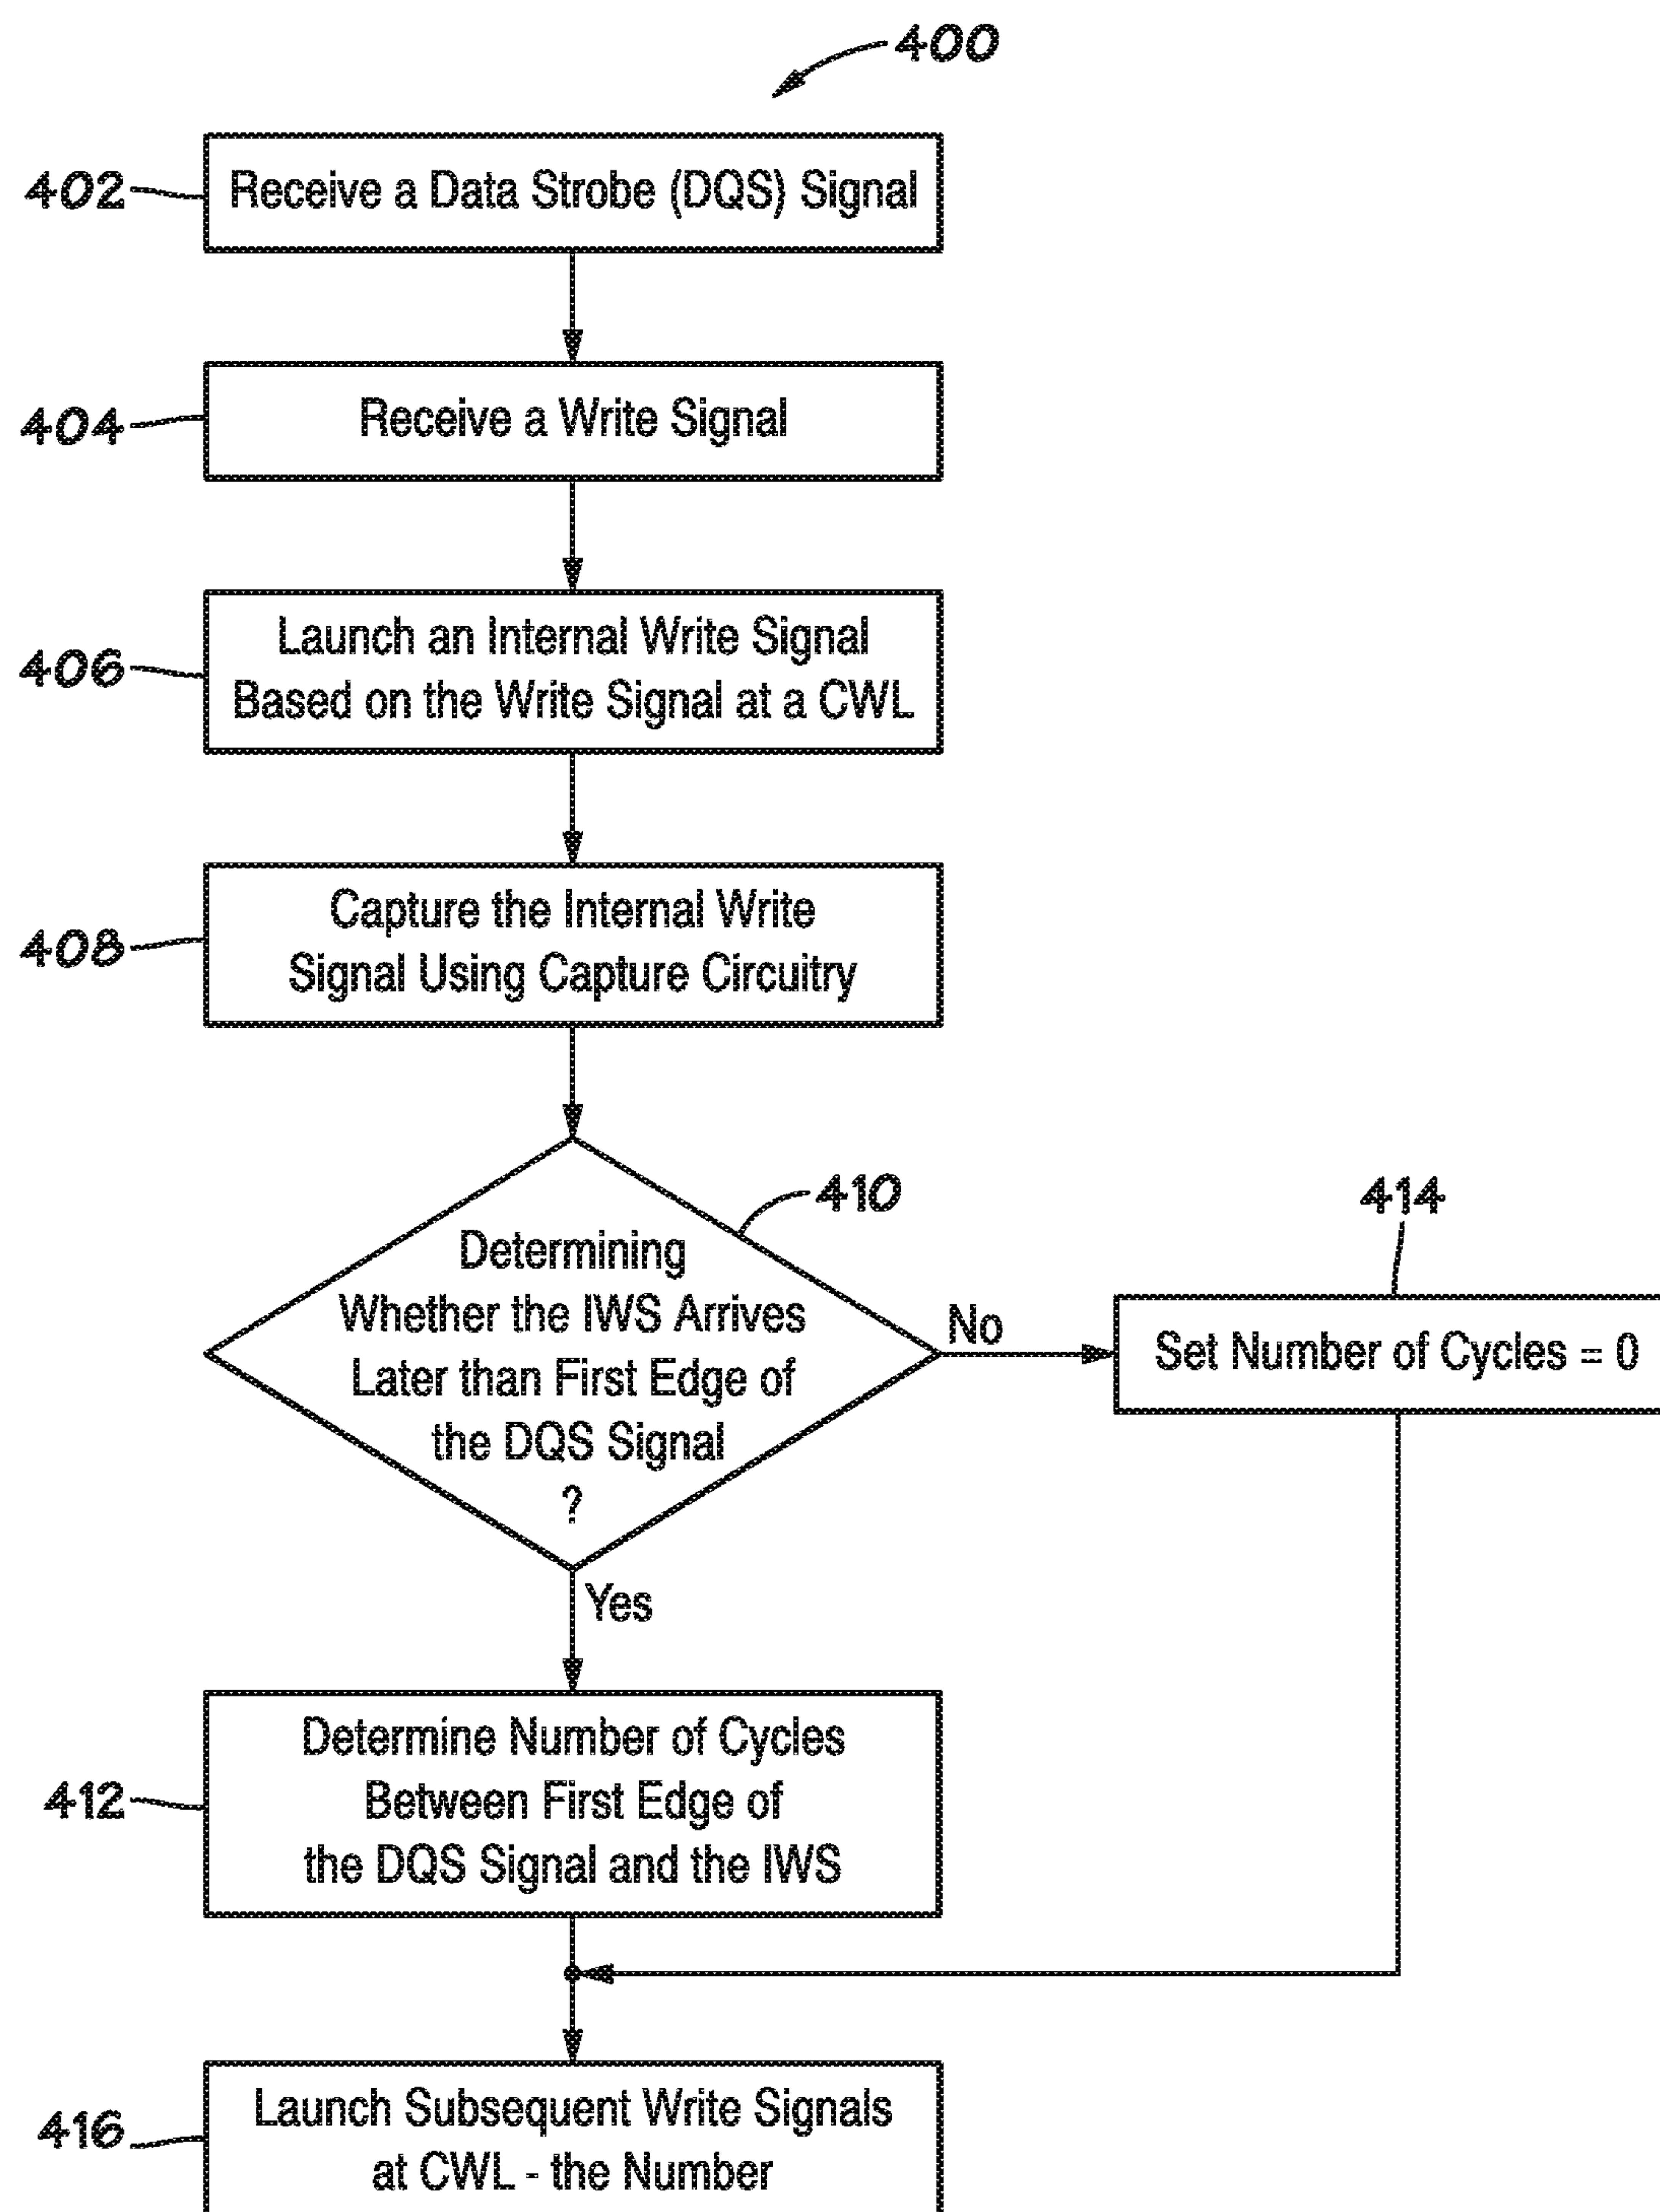 400
402
Receive a Data Strobe (DQS) Signal
404
Receive a Write Signal
406
Launch an Internal Write Signal
Based on the Write Signal at a CWL
408
Capture the Internal Write
Signal Using Capture Circuitry
410
Determining
Whether the IWS Arrives
Later than First Edge of
the DQS Signal
?
No
414
Set Number of Cycles = 0
Yes
412
Determine Number of Cycles
Between First Edge of
the DQS Signal and the IWS
416
Launch Subsequent Write Signals
at CWL - the Number